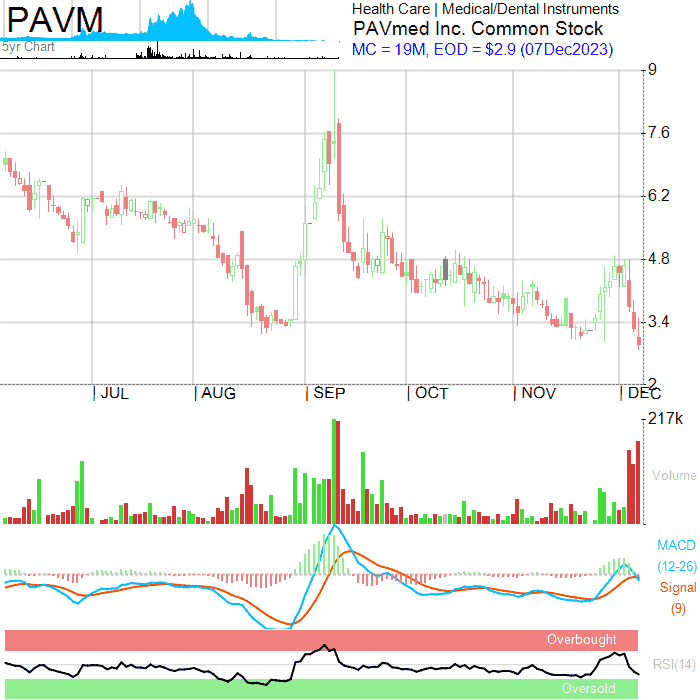 PAVM
5yr Chart
Health Care | Medical/Dental Instruments
PAVmed Inc. Common Stock
MC = 19M, EOD = $2.9 (07Dec2023)
9
7.6
6.2
4.8
3.4
2
JUL
AUG
SEP
OCT
NOV
DEC
217k
Volume
MACD
(12-26)
Signal
(9)
Overbought
RSI(14)
Oversold